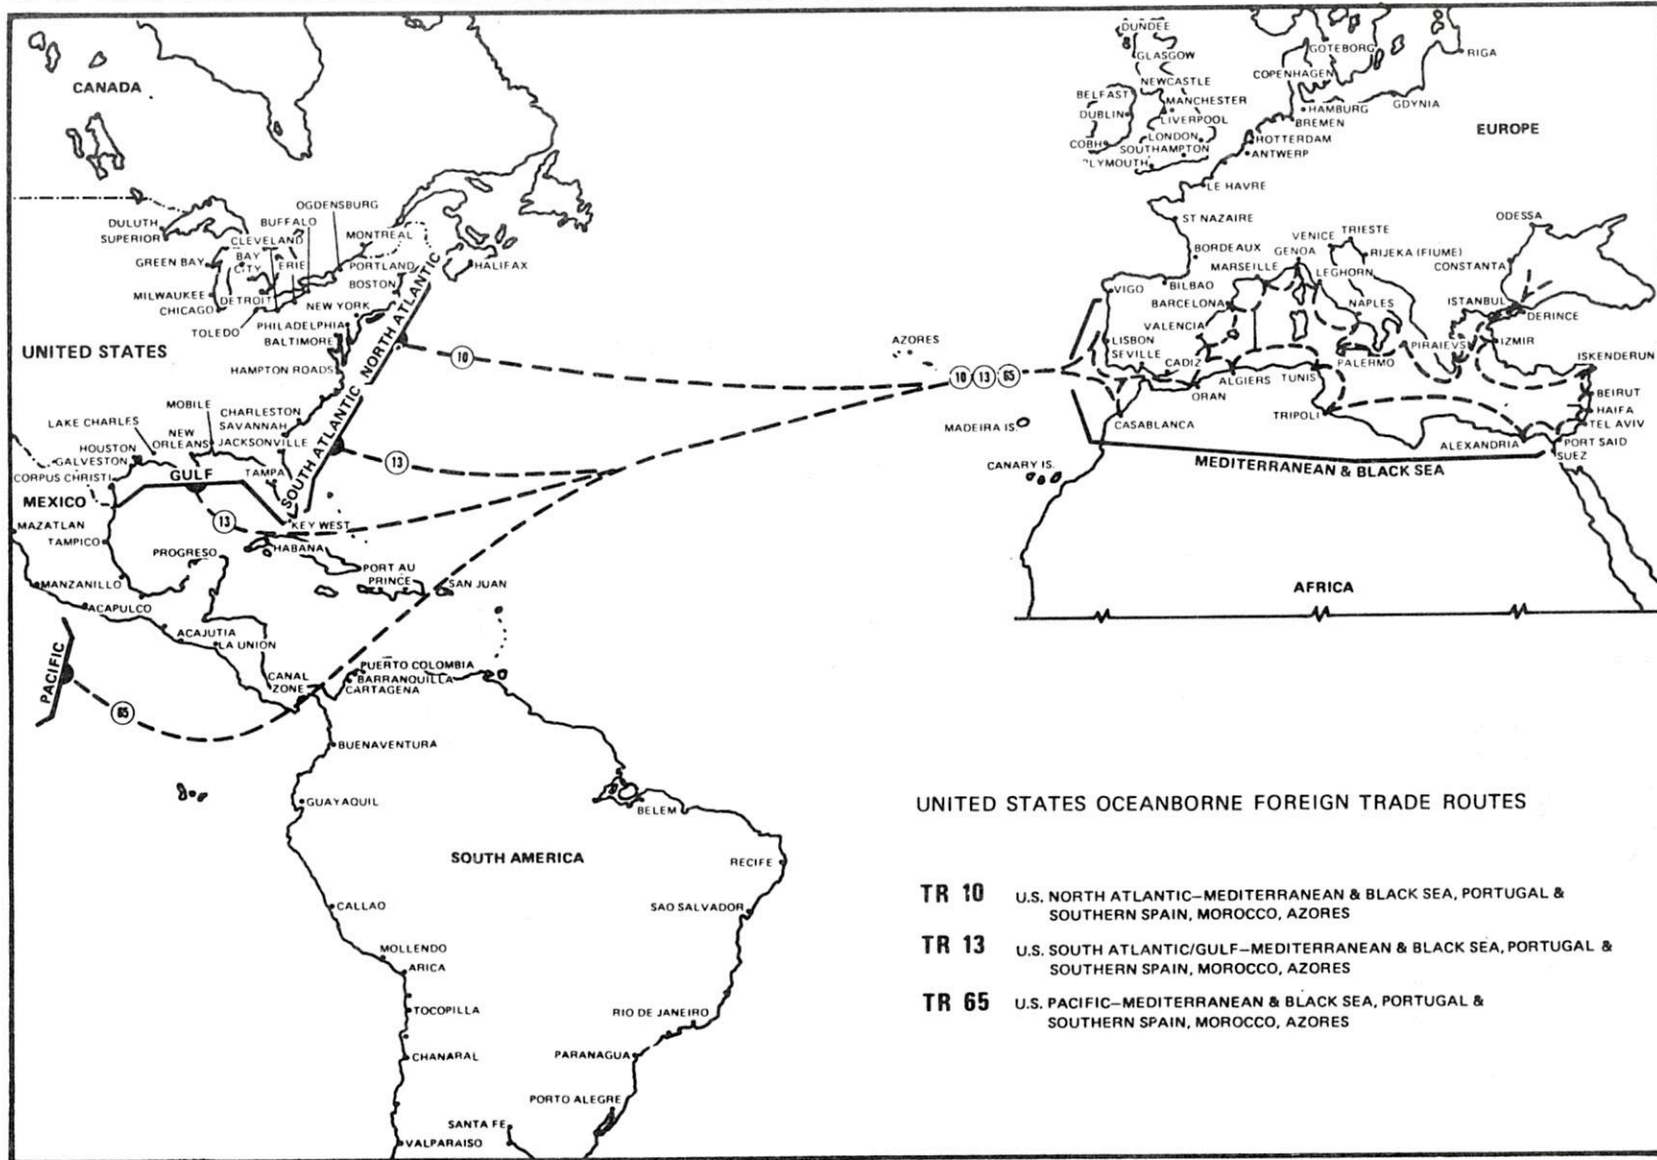 CANADA
DULUTH
SUPERIOR
GREEN BAY
MILWAUKEE
CHICAGO
TOLEDO
DETROIT
BAY
CITY
CLEVELAND
ERIE
BUFFALO
OGDENSBURG
MONTREAL
PORTLAND
BOSTON
HALIFAX
NEW YORK
PHILADELPHIA
BALTIMORE
HAMPTON ROADS
UNITED STATES
NORTH ATLANTIC
SOUTH ATLANTIC
LAKE CHARLES
MOBILE
NEW
ORLEANS
CHARLESTON
SAVANNAH
JACKSONVILLE
HOUSTON
GALVESTON
CORPUS CHRISTI
GULF
TAMPA
KEY WEST
MEXICO
MAZATLAN
TAMPICO
PROGRESO
HABANA
PORT AU
PRINCE
SAN JUAN
MANZANILLO
ACAPULCO
ACAJUTIA
LA UNION
PACIFIC
CANAL
ZONE
PUERTO COLOMBIA
BARRANQUILLA
CARTAGENA
BUENAVENTURA
GUAYAQUIL
BELEM
SOUTH AMERICA
RECIFE
CALLAO
SAO SALVADOR
MOLLENDO
ARICA
TOCOPILLA
RIO DE JANEIRO
CHANARAL
PARANAGUA
PORTO ALEGRE
SANTA FE
VALPARAISO
10
13
13
65
10 13 65
AZORES
MADEIRA IS.
CANARY IS.
DUNDEE
GLASGOW
NEWCASTLE
BELFAST
MANCHESTER
DUBLIN
LIVERPOOL
LONDON
COBH
SOUTHAMPTON
PLYMOUTH
GOTEBORG
RIGA
COPENHAGEN
GDYNIA
HAMBURG
BREMEN
ROTTERDAM
ANTWERP
EUROPE
LE HAVRE
ST NAZAIRE
BORDEAUX
VENICE
TRIESTE
ODESSA
GENOA
RIJEKA (FIUME)
MARSEILLE
LEGHORN
CONSTANTA
VIGO
BILBAO
BARCELONA
NAPLES
ISTANBUL
DERINCE
VALENCIA
LISBON
SEVILLE
CADIZ
PIRAIEVS
IZMIR
PALERMO
ISKENDERUN
ORAN
ALGIERS
TUNIS
BEIRUT
CASABLANCA
TRIPOLI
HAIFA
TEL AVIV
ALEXANDRIA
PORT SAID
SUEZ
MEDITERRANEAN & BLACK SEA
AFRICA
UNITED STATES OCEANBORNE FOREIGN TRADE ROUTES
TR 10 U.S. NORTH ATLANTIC–MEDITERRANEAN & BLACK SEA, PORTUGAL &
SOUTHERN SPAIN, MOROCCO, AZORES
TR 13 U.S. SOUTH ATLANTIC/GULF–MEDITERRANEAN & BLACK SEA, PORTUGAL &
SOUTHERN SPAIN, MOROCCO, AZORES
TR 65 U.S. PACIFIC–MEDITERRANEAN & BLACK SEA, PORTUGAL &
SOUTHERN SPAIN, MOROCCO, AZORES